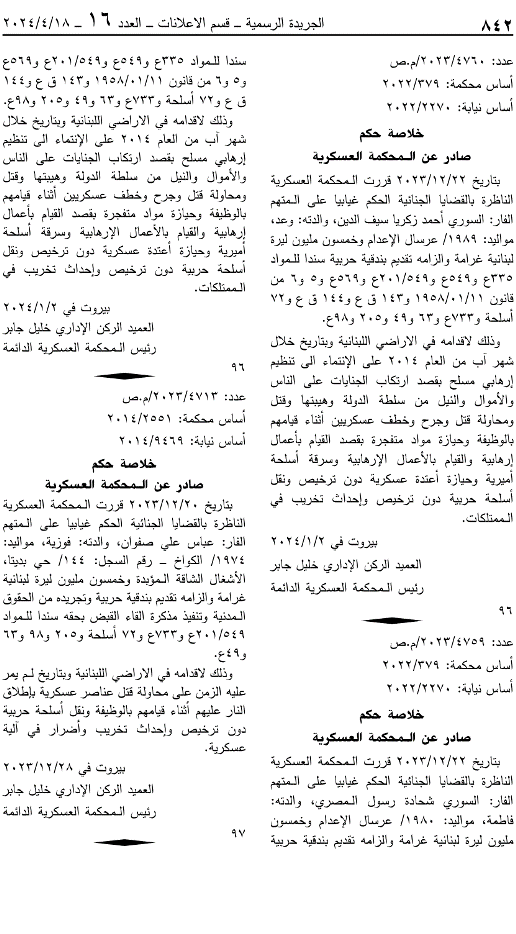 ٨٤٢
الجريدة الرسمية ــ قسم الاعلانات ــ العدد ١٦ ــ ٢٠٢٤/٤/١٨
عدد: ٢٠٢٣/٤٧٦٠/م.ص
أساس محكمة: ٢٠٢٢/٣٧٩
أساس نيابة: ٢٠٢٢/٢٢٧٠
خلاصة حكم
صادر عن المحكمة العسكرية
بتاريخ ٢٠٢٣/١٢/٢٢ قررت المحكمة العسكرية
الناظرة بالقضايا الجنائية الحكم غيابيا على المتهم
الفار: السوري أحمد زكريا سيف الدين، والدته: وعد،
مواليد: ١٩٨٩/ عرسال الإعدام وخمسون مليون ليرة
لبنانية غرامة والزامه تقديم بندقية حربية سندا للمواد
٣٣٥ع و٥٤٩ع و٢٠١/٥٤٩ع و٥٦٩ع و٥ و٦ من
قانون ١٩٥٨/٠١/١١ و١٤٣ ق ع و١٤٤ ق ع و٧٢
أسلحة و٧٣٣ع و٦٣ و٤٩ و٢٠٥ و٩٨ع.
وذلك لاقدامه في الاراضي اللبنانية وبتاريخ خلال
شهر آب من العام ٢٠١٤ على الإنتماء الى تنظيم
إرهابي مسلح بقصد ارتكاب الجنايات على الناس
والأموال والنيل من سلطة الدولة وهيبتها وقتل
ومحاولة قتل وجرح وخطف عسكريين أثناء قيامهم
بالوظيفة وحيازة مواد متفجرة بقصد القيام بأعمال
إرهابية والقيام بالأعمال الإرهابية وسرقة أسلحة
أميرية وحيازة أعتدة عسكرية دون ترخيص ونقل
أسلحة حربية دون ترخيص وإحداث تخريب في
الممتلكات.
بيروت في ٢٠٢٤/١/٢
العميد الركن الإداري خليل جابر
رئيس المحكمة العسكرية الدائمة
٩٦
عدد: ٢٠٢٣/٤٧٥٩/م.ص
أساس محكمة: ٢٠٢٢/٣٧٩
أساس نيابة: ٢٠٢٢/٢٢٧٠
خلاصة حكم
صادر عن المحكمة العسكرية
بتاريخ ٢٠٢٣/١٢/٢٢ قررت المحكمة العسكرية
الناظرة بالقضايا الجنائية الحكم غيابيا على المتهم
الفار: السوري شحادة رسول المصري، والدته:
فاطمة، مواليد: ١٩٨٠/ عرسال الإعدام وخمسون
مليون ليرة لبنانية غرامة والزامه تقديم بندقية حربية
سندا للمواد ٣٣٥ع و٥٤٩ع و٢٠١/٥٤٩ع و٥٦٩ع
و٥ و٦ من قانون ١٩٥٨/٠١/١١ و١٤٣ ق ع و١٤٤
ق ع و٧٢ أسلحة و٧٣٣ع و٦٣ و٤٩ و٢٠٥ و٩٨ع.
وذلك لاقدامه في الاراضي اللبنانية وبتاريخ خلال
شهر آب من العام ٢٠١٤ على الإنتماء الى تنظيم
إرهابي مسلح بقصد ارتكاب الجنايات على الناس
والأموال والنيل من سلطة الدولة وهيبتها وقتل
ومحاولة قتل وجرح وخطف عسكريين أثناء قيامهم
بالوظيفة وحيازة مواد متفجرة بقصد القيام بأعمال
إرهابية والقيام بالأعمال الإرهابية وسرقة أسلحة
أميرية وحيازة أعتدة عسكرية دون ترخيص ونقل
أسلحة حربية دون ترخيص وإحداث تخريب في
الممتلكات.
بيروت في ٢٠٢٤/١/٢
العميد الركن الإداري خليل جابر
رئيس المحكمة العسكرية الدائمة
٩٦
عدد: ٢٠٢٣/٤٧١٣/م.ص
أساس محكمة: ٢٠١٤/٢٥٥١
أساس نيابة: ٢٠١٤/٩٤٦٩
خلاصة حكم
صادر عن المحكمة العسكرية
بتاريخ ٢٠٢٣/١٢/٢٠ قررت المحكمة العسكرية
الناظرة بالقضايا الجنائية الحكم غيابيا على المتهم
الفار: عباس علي صفوان، والدته: فوزية، مواليد:
١٩٧٤/ الكواخ ــ رقم السجل: ١٤٤/ حي بديتا،
الأشغال الشاقة المؤبدة وخمسون مليون ليرة لبنانية
غرامة والزامه تقديم بندقية حربية وتجريده من الحقوق
المدنية وتنفيذ مذكرة القاء القبض بحقه سندا للمواد
٢٠١/٥٤٩ع و٧٣٣ع و٧٢ أسلحة و٢٠٥ و٩٨ و٦٣
و٤٩ع.
وذلك لاقدامه في الاراضي اللبنانية وبتاريخ لم يمر
عليه الزمن على محاولة قتل عناصر عسكرية بإطلاق
النار عليهم أثناء قيامهم بالوظيفة ونقل أسلحة حربية
دون ترخيص وإحداث تخريب وأضرار في آلية
عسكرية.
بيروت في ٢٠٢٣/١٢/٢٨
العميد الركن الإداري خليل جابر
رئيس المحكمة العسكرية الدائمة
٩٧